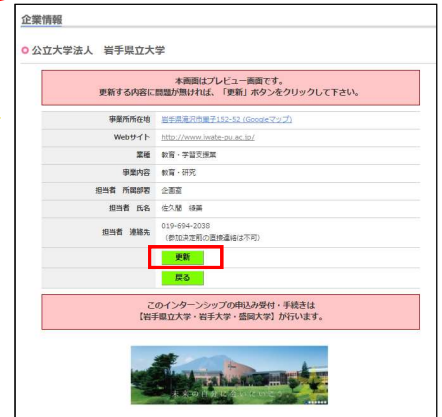 企業情報
公立大学法人　岩手県立大学
本画面はプレビュー画面です。
更新する内容に問題が無ければ、「更新」ボタンをクリックして下さい。
事業所所在地 岩手県滝沢市巣子152-52 (Googleマップ)
Webサイト http://www.iwate-pu.ac.jp/
業種 教育・学習支援業
事業内容 教育・研究
担当者　所属部署 企画室
担当者　氏名 佐久間
担当者　連絡先 019-694-2038
(参加決定前の直接連絡は不可)
更新
戻る
このインターンシップの申込み受付・手続きは
【岩手県立大学・岩手大学・盛岡大学】が行います。